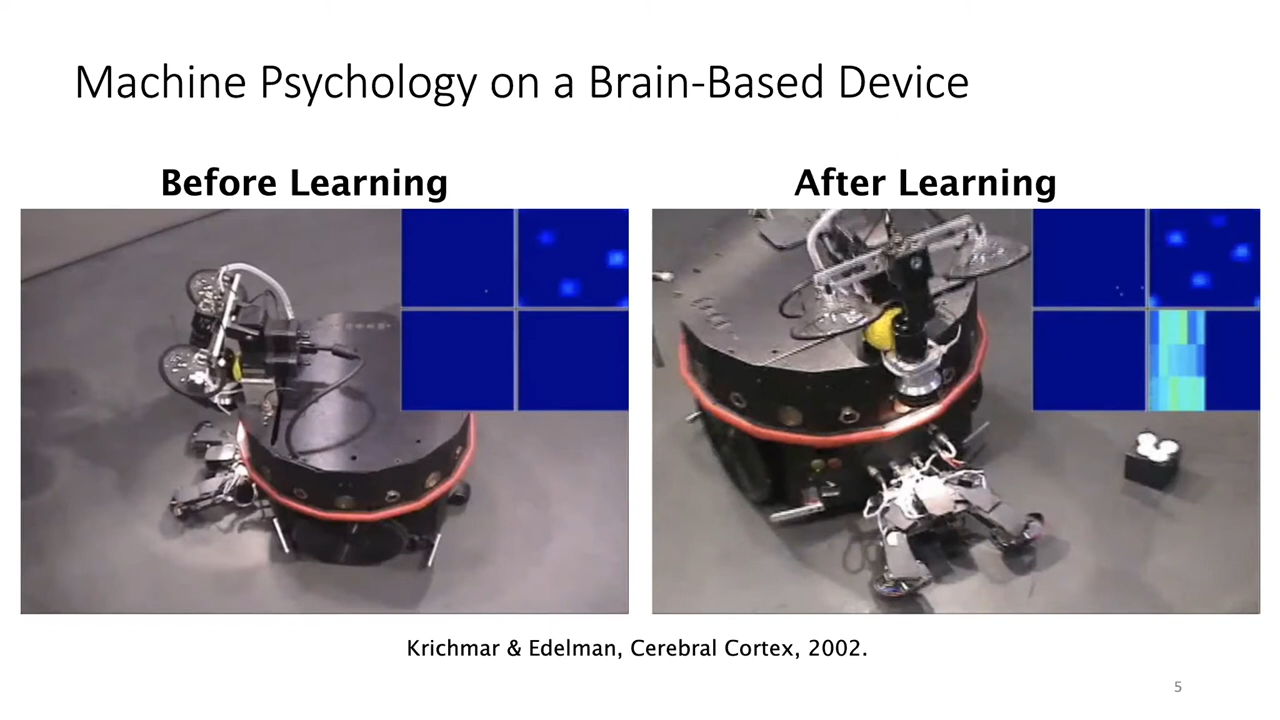 Machine Psychology on a Brain-Based Device
Before Learning
After Learning
Krichmar & Edelman, Cerebral Cortex, 2002.
5